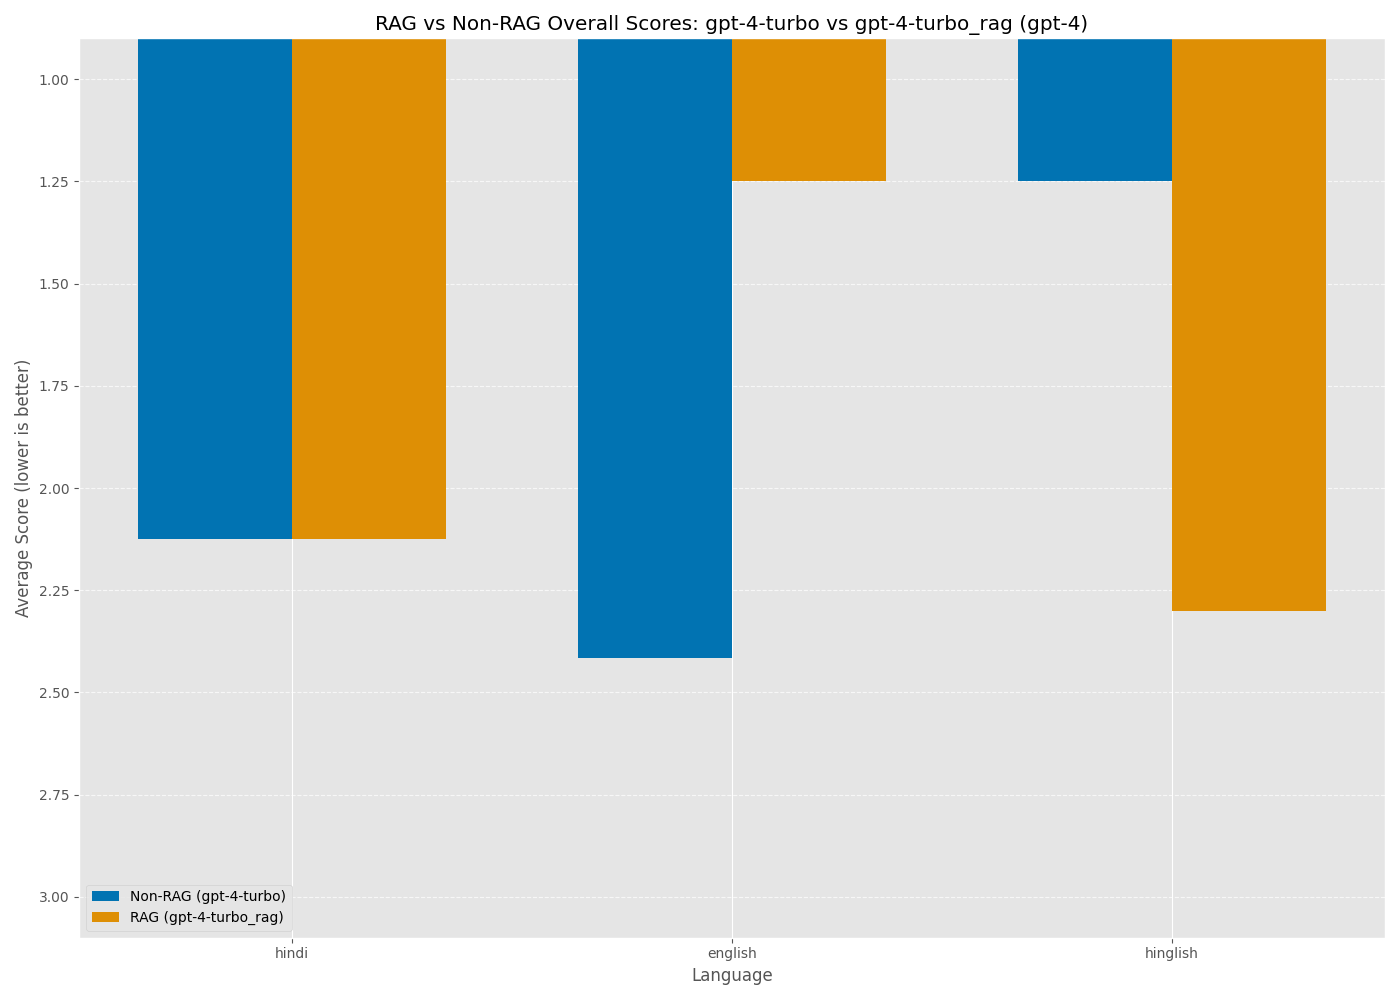 RAG vs Non-RAG Overall Scores: gpt-4-turbo vs gpt-4-turbo_rag (gpt-4)
Average Score (lower is better)
1.00
1.25
1.50
1.75
2.00
2.25
2.50
2.75
3.00
Non-RAG (gpt-4-turbo)
RAG (gpt-4-turbo_rag)
hindi
english
hinglish
Language